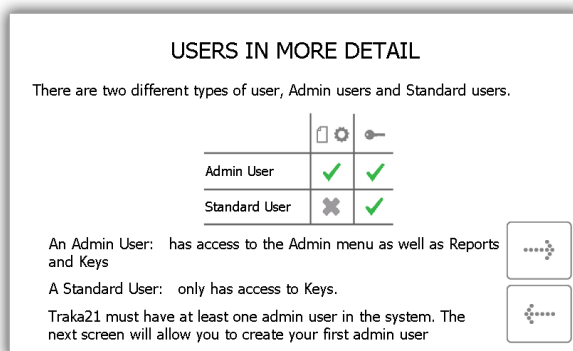 USERS IN MORE DETAIL
There are two different types of user, Admin users and Standard users.
Admin User
Standard User
An Admin User: has access to the Admin menu as well as Reports
and Keys
A Standard User: only has access to Keys.
Traka21 must have at least one admin user in the system. The
next screen will allow you to create your first admin user